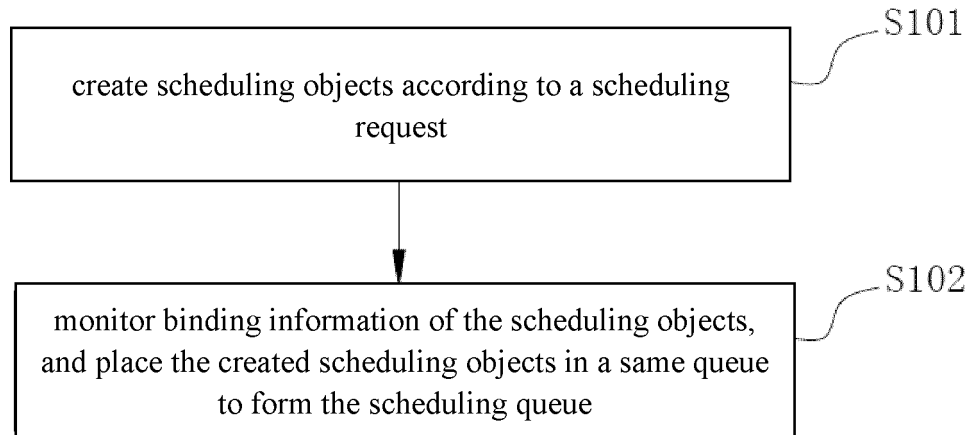 S101
create scheduling objects according to a scheduling
request
S102
monitor binding information of the scheduling objects,
and place the created scheduling objects in a same queue
to form the scheduling queue